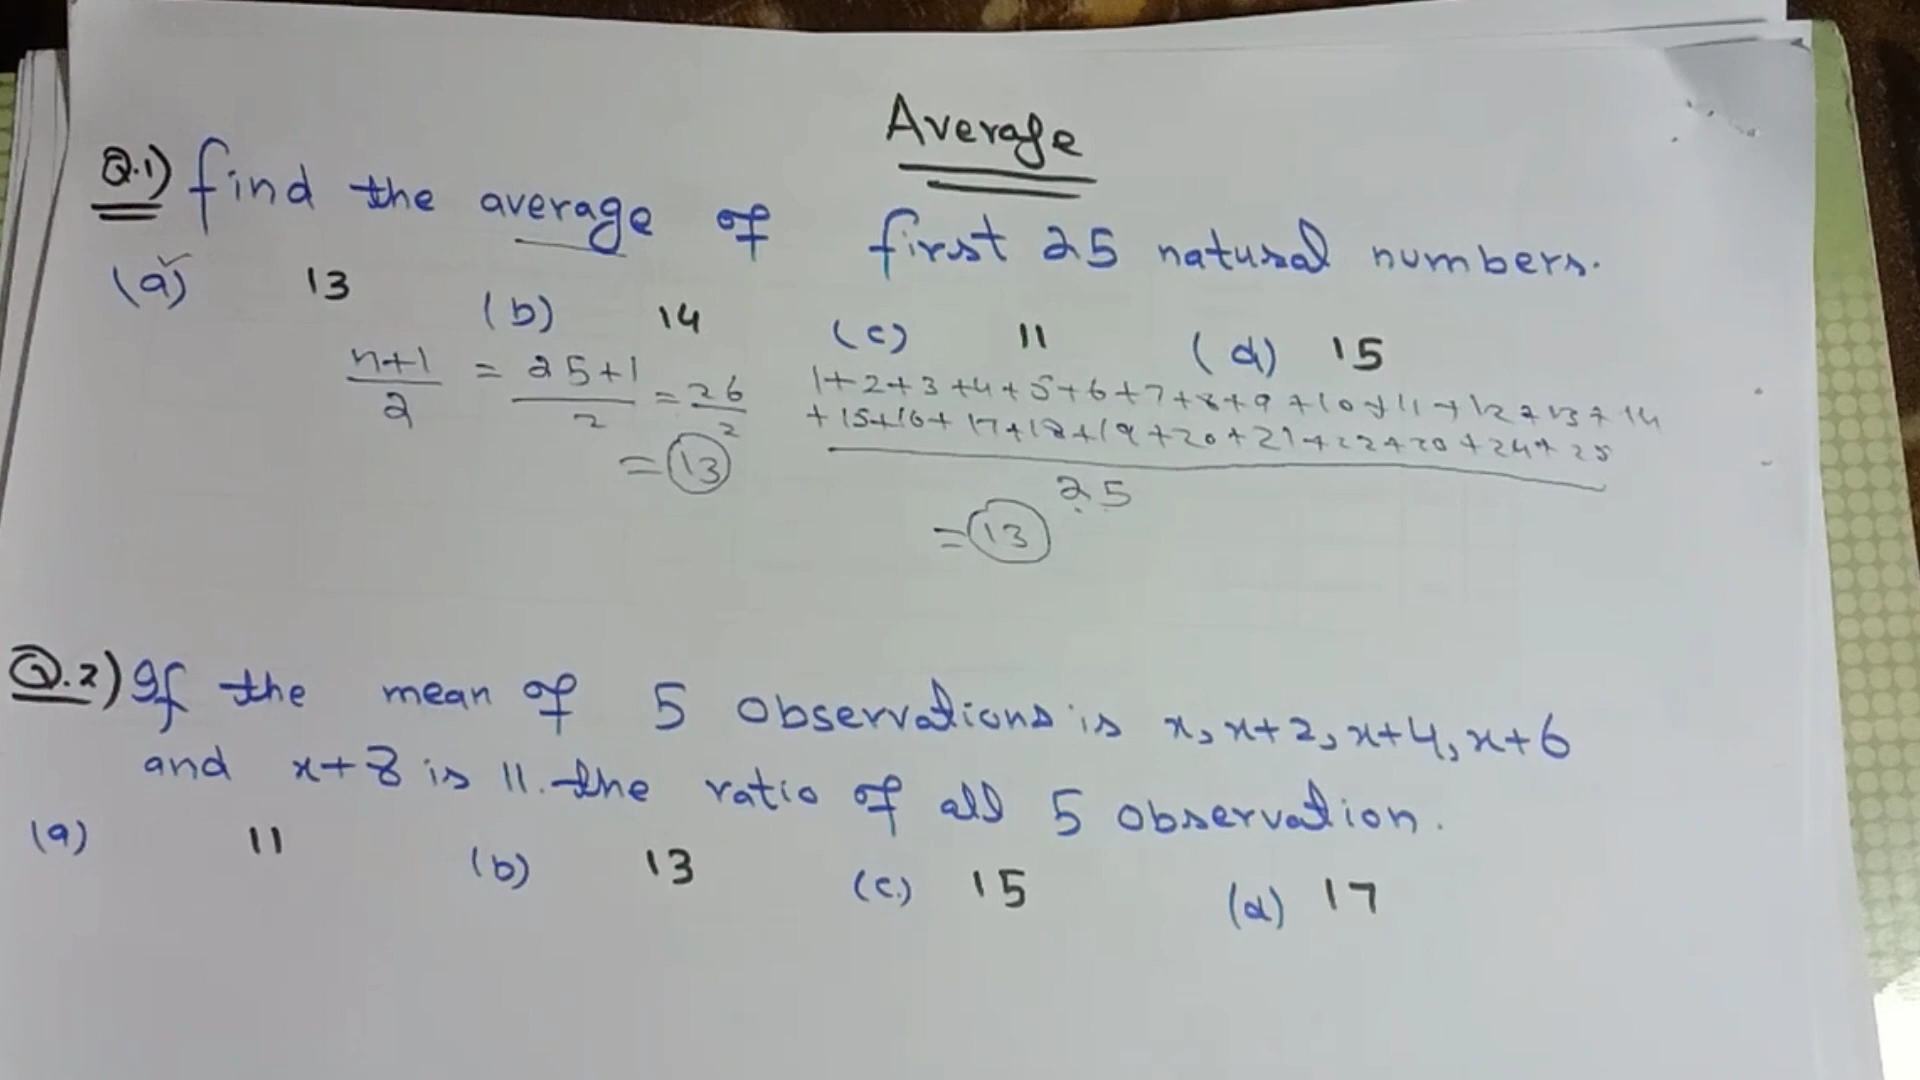 Average
Q.1) find the average of first 25 natural numbers.
(a) 13 (b) 14 (c) 11 (d) 15
n+1/2 = 25+1/2 = 26/2
= 13
1+2+3+4+5+6+7+8+9+10+11+12+13+14
+15+16+17+18+19+20+21+22+20+24+25
25
= 13
Q.2) If the mean of 5 observations is x, x+2, x+4, x+6
and x+8 is 11. the ratio of all 5 observation.
(a) 11 (b) 13 (c.) 15 (d) 17